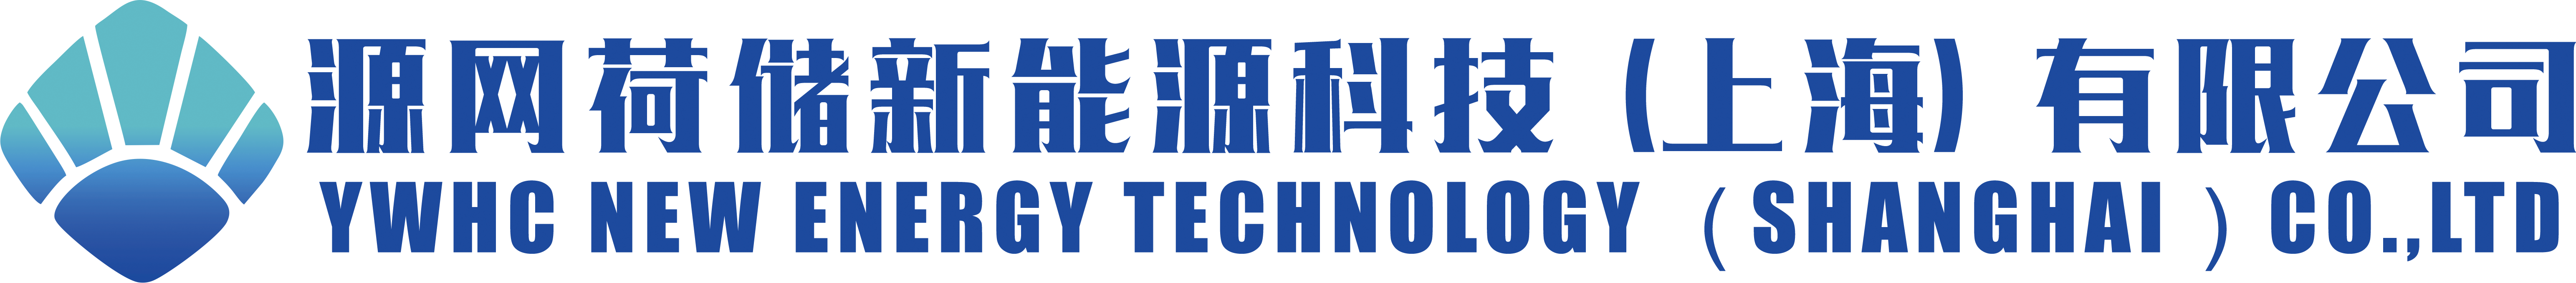 源网荷储新能源科技(上海)有限公司
YWHC NEW ENERGY TECHNOLOGY（SHANGHAI）CO.,LTD